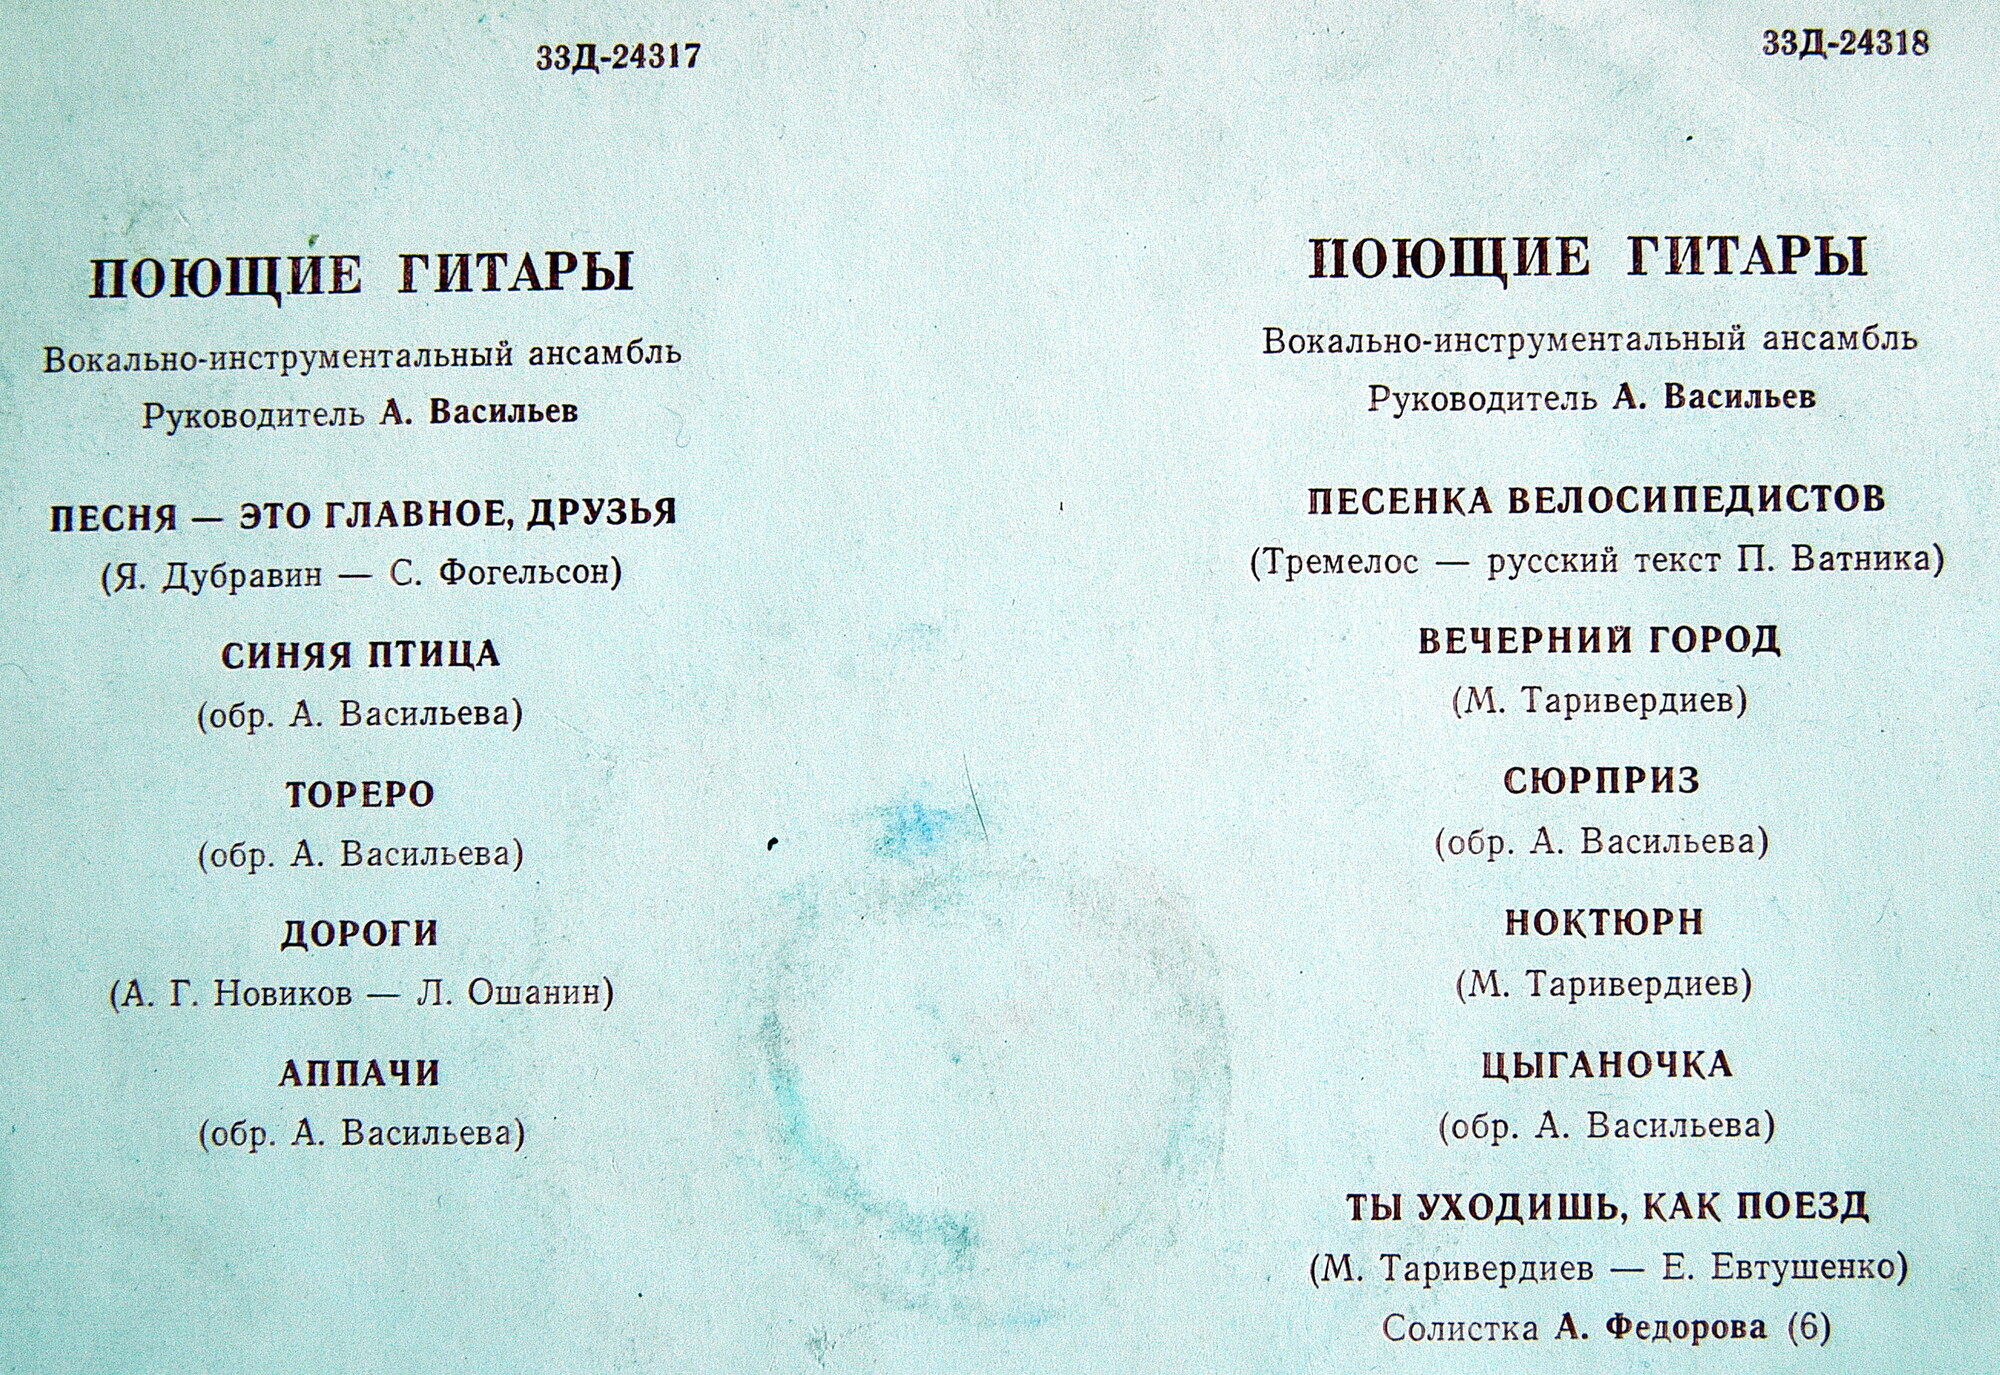 33Д-24317
ПОЮЩИЕ ГИТАРЫ
Вокально-инструментальный ансамбль
Руководитель А. Васильев
ПЕСНЯ — ЭТО ГЛАВНОЕ, ДРУЗЬЯ
(Я. Дубравин — С. Фогельсон)
СИНЯЯ ПТИЦА
(обр. А. Васильева)
ТОРЕРО
(обр. А. Васильева)
ДОРОГИ
(А. Г. Новиков — Л. Ошанин)
АППАЧИ
(обр. А. Васильева)
33Д-24318
ПОЮЩИЕ ГИТАРЫ
Вокально-инструментальный ансамбль
Руководитель А. Васильев
ПЕСЕНКА ВЕЛОСИПЕДИСТОВ
(Тремелос — русский текст П. Ватника)
ВЕЧЕРНИЙ ГОРОД
(М. Таривердиев)
СЮРПРИЗ
(обр. А. Васильева)
НОКТЮРН
(М. Таривердиев)
ЦЫГАНОЧКА
(обр. А. Васильева)
ТЫ УХОДИШЬ, КАК ПОЕЗД
(М. Таривердиев — Е. Евтушенко)
Солистка А. Федорова (6)